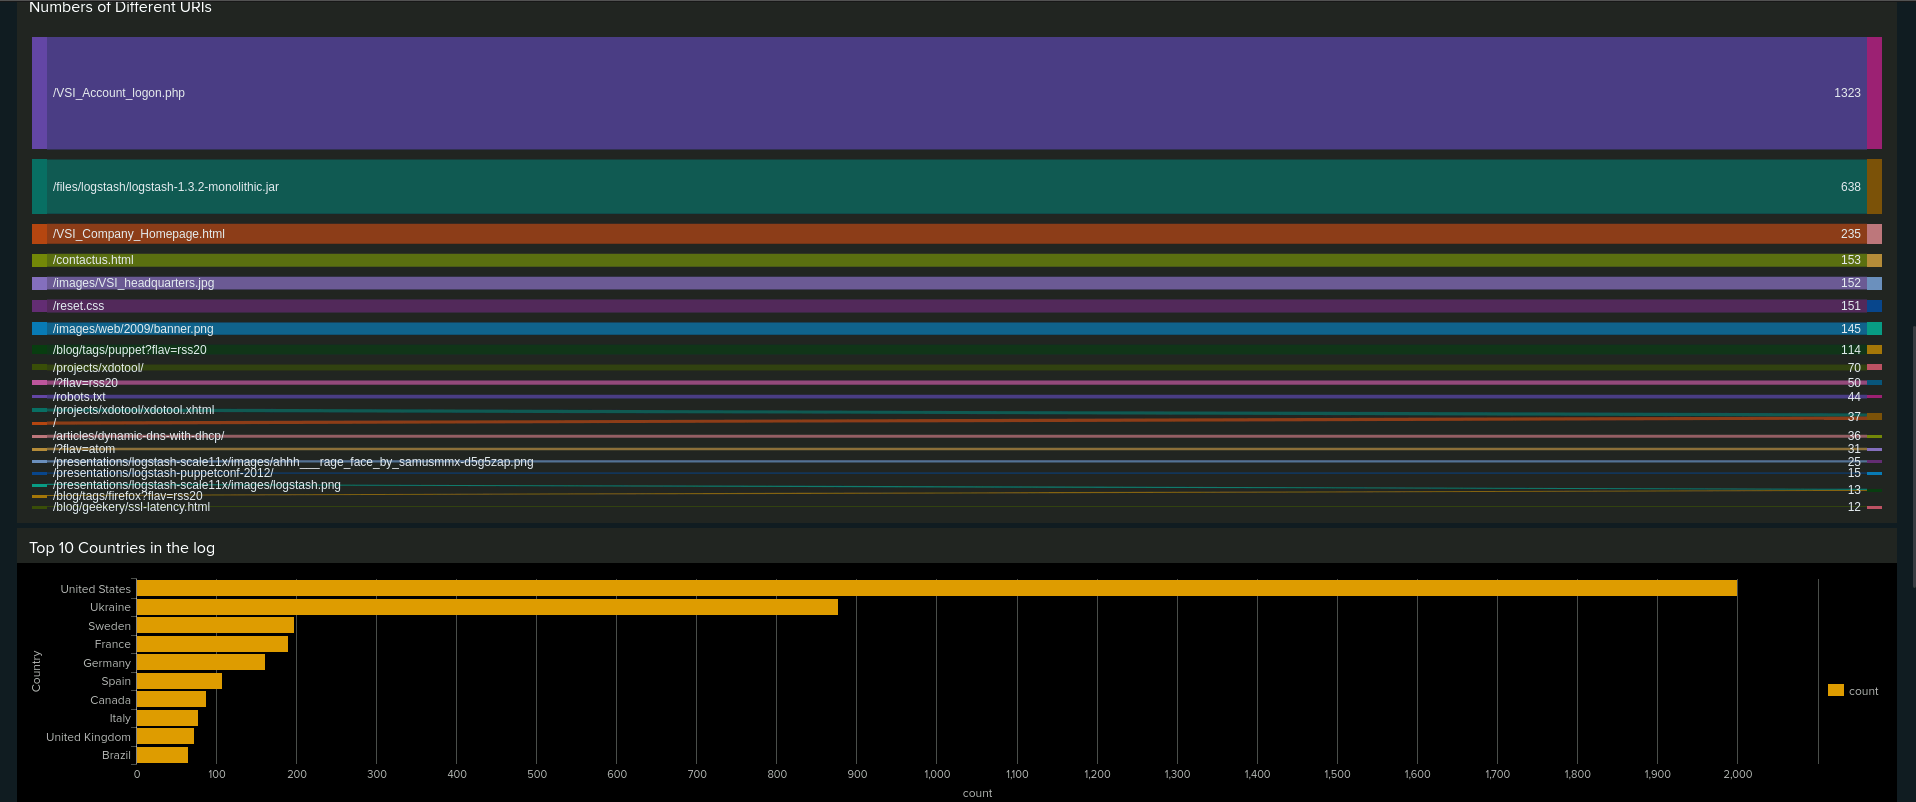 Numbers of Different URIs
/VSI_Account_logon.php 1323
/files/logstash/logstash-1.3.2-monolithic.jar 638
/VSI_Company_Homepage.html 235
/contactus.html 153
/images/VSI_headquarters.jpg 152
/reset.css 151
/images/web/2009/banner.png 145
/blog/tags/puppet?flav=rss20 114
/projects/xdotool/ 70
/?flav=rss20 50
/robots.txt 44
/projects/xdotool/xdotool.xhtml
/ 37
/articles/dynamic-dns-with-dhcp/ 36
/?flav=atom 31
/presentations/logstash-scale11x/images/ahhh___rage_face_by_samusmmx-d5g5zap.png 25
/presentations/logstash-puppetconf-2012/ 15
/presentations/logstash-scale11x/images/logstash.png
/blog/tags/firefox?flav=rss20 13
/blog/geekery/ssl-latency.html 12
Top 10 Countries in the log
Country
United States
Ukraine
Sweden
France
Germany
Spain
Canada
Italy
United Kingdom
Brazil
0 100 200 300 400 500 600 700 800 900 1,000 1,100 1,200 1,300 1,400 1,500 1,600 1,700 1,800 1,900 2,000
count
count